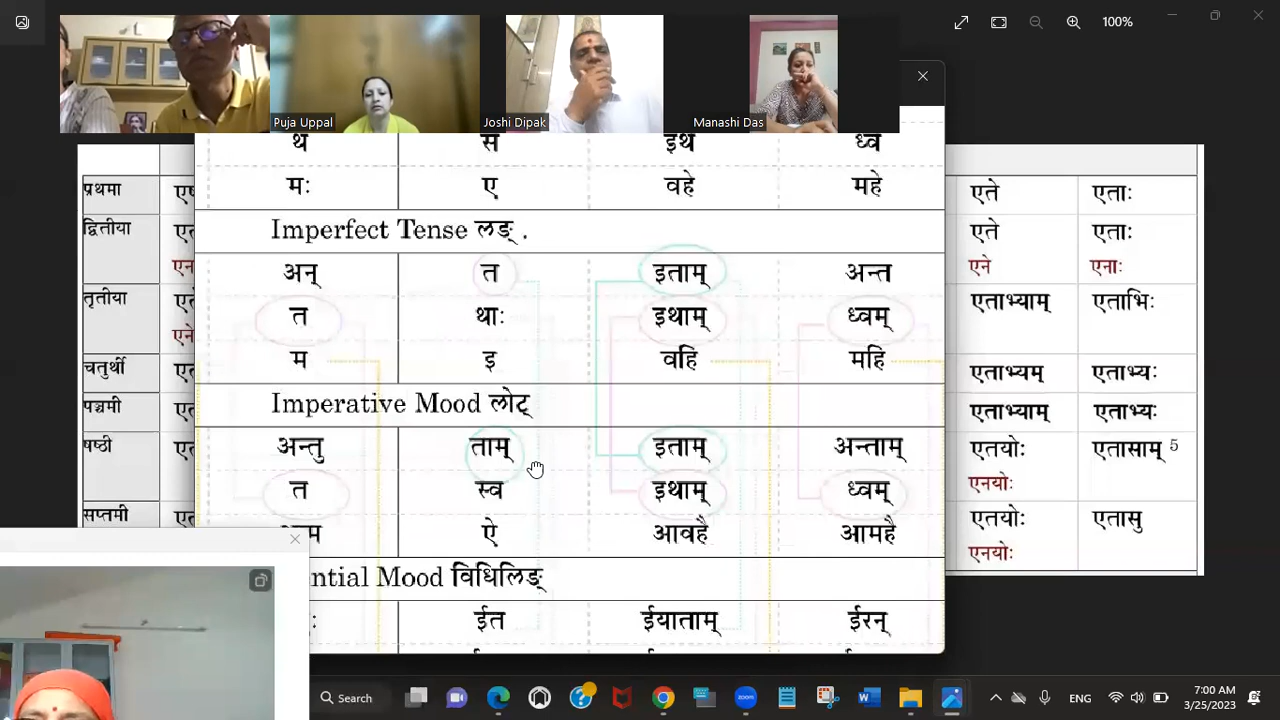 100%
Puja Uppal
Joshi Dipak
Manashi Das
थ स इथे ध्वे
मः ए वहे महे
Imperfect Tense लङ् .
अन् त इताम् अन्त
त थाः इथाम् ध्वम्
म इ वहि महि
Imperative Mood लोट्
अन्तु ताम् इताम् अन्ताम्
त स्व इथाम् ध्वम्
ऐ आवहै आमहै
ential Mood विधिलिङ्
ईत ईयाताम् ईरन्
प्रथमा एते एताः
द्वितीया एते एताः
एने एनाः
तृतीया एताभ्याम् एताभिः
चतुर्थी एताभ्यम् एताभ्यः
पञ्चमी एताभ्याम् एताभ्यः
षष्ठी एतयोः एतासाम् 5
एनयोः
सप्तमी एतयोः एतासु
एनयोः
Search
ENG
7:00 AM
3/25/2023